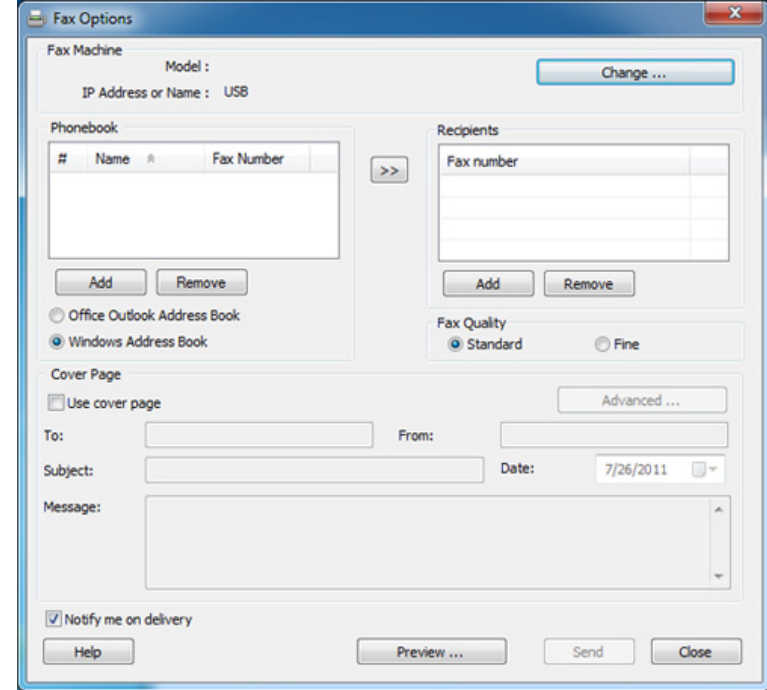 Fax Options
Fax Machine
Model :
Change ...
IP Address or Name : USB
Phonebook
# Name Fax Number
Add Remove
Office Outlook Address Book
Windows Address Book
>>
Recipients
Fax number
Add Remove
Fax Quality
Standard Fine
Cover Page
Use cover page
Advanced ...
To: From:
Subject: Date: 7/26/2011
Message:
Notify me on delivery
Help Preview ... Send Close